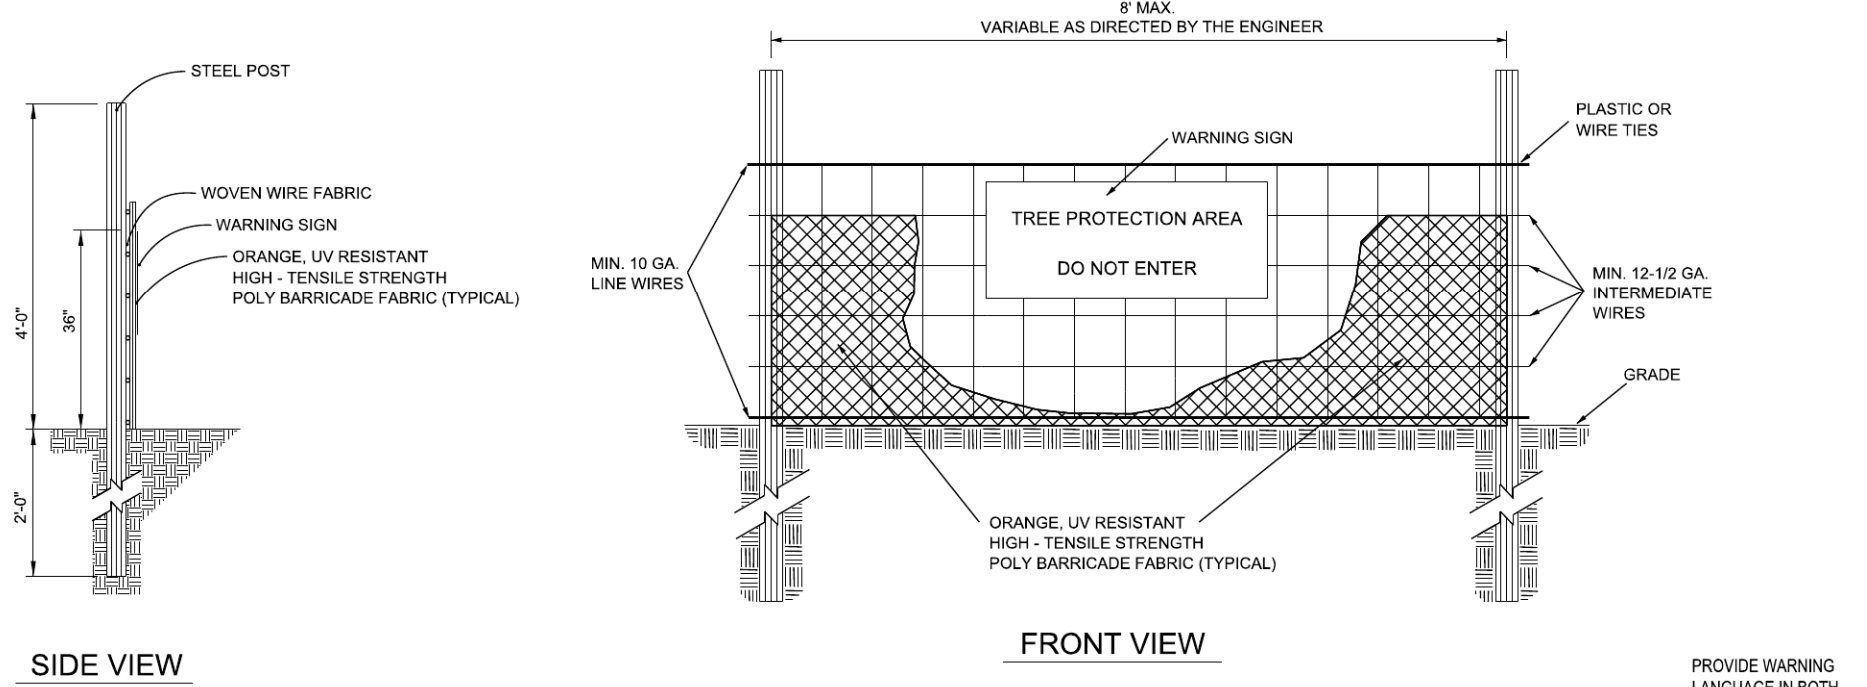 8' MAX.
VARIABLE AS DIRECTED BY THE ENGINEER
STEEL POST
WOVEN WIRE FABRIC
WARNING SIGN
ORANGE, UV RESISTANT
HIGH - TENSILE STRENGTH
POLY BARRICADE FABRIC (TYPICAL)
4'-0"
36"
2'-0"
SIDE VIEW
PLASTIC OR
WIRE TIES
WARNING SIGN
TREE PROTECTION AREA
DO NOT ENTER
MIN. 10 GA.
LINE WIRES
MIN. 12-1/2 GA.
INTERMEDIATE
WIRES
GRADE
ORANGE, UV RESISTANT
HIGH - TENSILE STRENGTH
POLY BARRICADE FABRIC (TYPICAL)
FRONT VIEW
PROVIDE WARNING
LANGUAGE IN BOTH